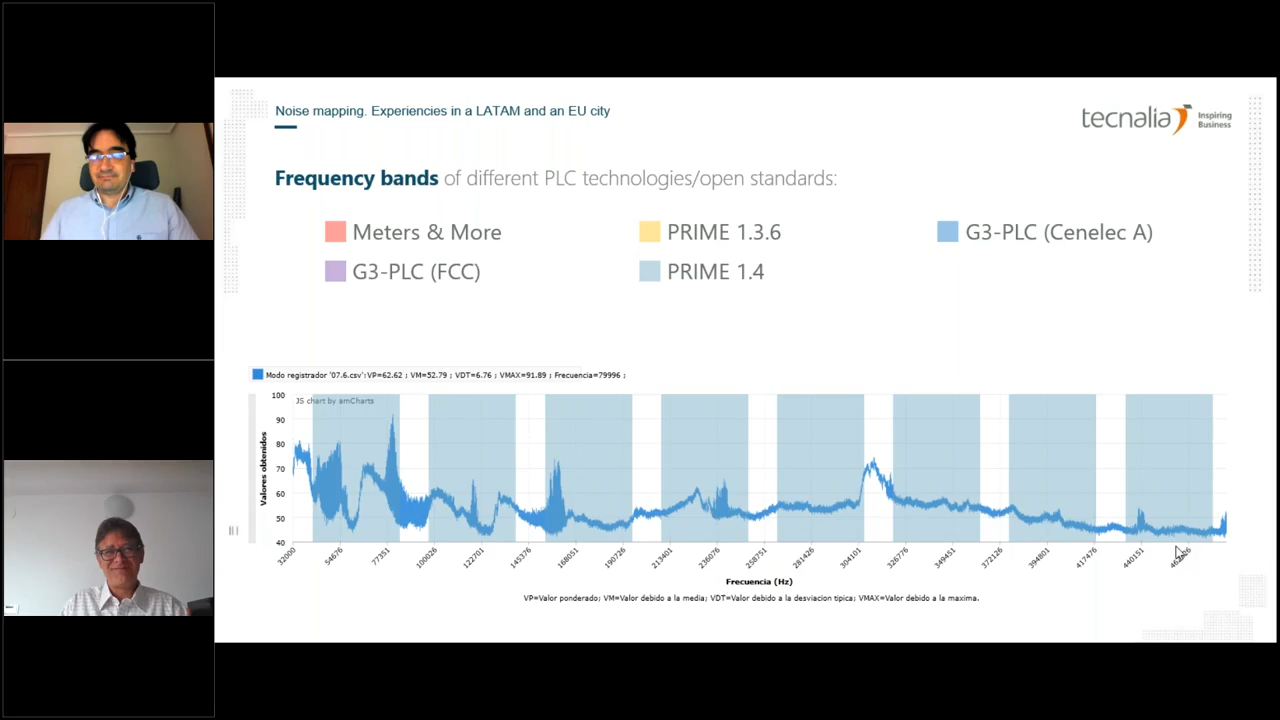 Noise mapping. Experiencies in a LATAM and an EU city
tecnalia Inspiring Business
Frequency bands of different PLC technologies/open standards:
Meters & More
PRIME 1.3.6
G3-PLC (Cenelec A)
G3-PLC (FCC)
PRIME 1.4
Modo registrador '07.6.csv':VP=62.62 ; VM=52.79 ; VDT=6.76 ; VMAX=91.89 ; Frecuencia=79996 ;
JS chart by amCharts
Valores obtenidos
100
90
80
70
60
50
40
32000 54676 77351 100026 122701 145376 168051 190726 213401 236076 258751 281426 304101 326776 349451 372126 394801 417476 440151
Frecuencia (Hz)
VP=Valor ponderado; VM=Valor debido a la media; VDT=Valor debido a la desviacion tipica; VMAX=Valor debido a la maxima.